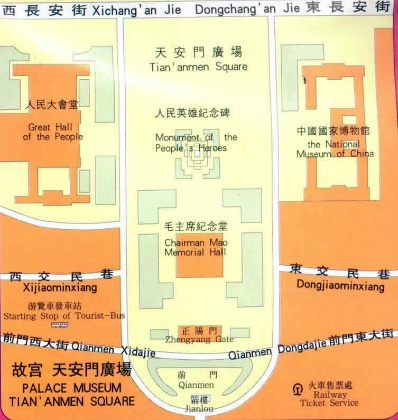 西長安街 Xichang'an Jie Dongchang'an Jie 東長安街
天安門廣場
Tian'anmen Square
人民大會堂
Great Hall
of the People
人民英雄紀念碑
Monument of the
People's Heroes
中國國家博物館
the National
Museum of China
毛主席紀念堂
Chairman Mao
Memorial Hall
西交民巷
Xijiaominxiang
東交民巷
Dongjiaominxiang
游覽車發車站
Starting Stop of Tourist-Bus
正陽門
Zhengyang Gate
前門西大街 Qianmen Xidajie
Qianmen Dongdajie 前門東大街
故宮 天安門廣場
PALACE MUSEUM
TIAN'ANMEN SQUARE
前門
Qianmen
箭樓
Jianlou
火車售票處
Railway
Ticket Service